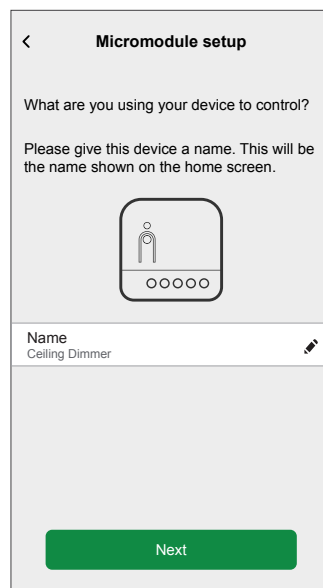 Micromodule setup
What are you using your device to control?
Please give this device a name. This will be
the name shown on the home screen.
Name
Ceiling Dimmer
Next